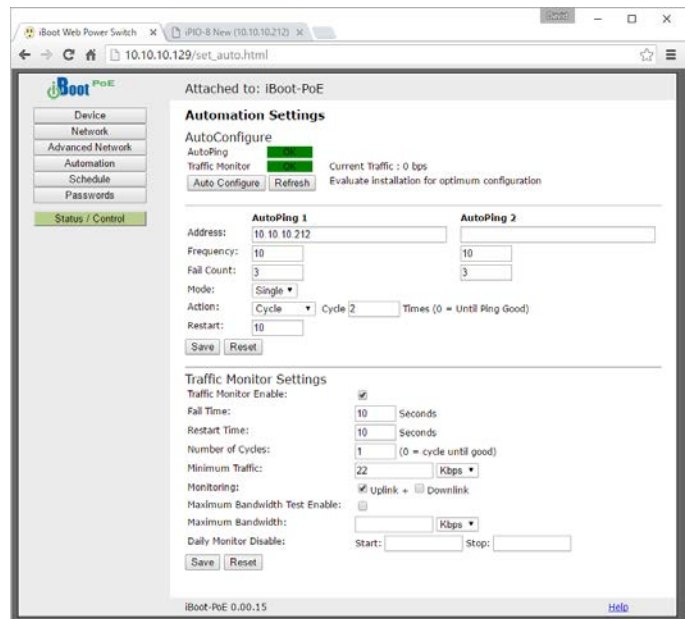 David
iBoot Web Power Switch
iPIO-8 New (10.10.10.212)
10.10.10.129/set_auto.html
iBoot PoE
Attached to: iBoot-PoE
Device
Network
Advanced Network
Automation
Schedule
Passwords
Status / Control
Automation Settings
AutoConfigure
AutoPing OK
Traffic Monitor OK Current Traffic : 0 bps
Auto Configure Refresh Evaluate installation for optimum configuration
AutoPing 1 AutoPing 2
Address: 10.10.10.212
Frequency: 10 10
Fail Count: 3 3
Mode: Single
Action: Cycle Cycle 2 Times (0 = Until Ping Good)
Restart: 10
Save Reset
Traffic Monitor Settings
Traffic Monitor Enable:
Fail Time: 10 Seconds
Restart Time: 10 Seconds
Number of Cycles: 1 (0 = cycle until good)
Minimum Traffic: 22 Kbps
Monitoring: Uplink + Downlink
Maximum Bandwidth Test Enable:
Maximum Bandwidth: Kbps
Daily Monitor Disable: Start: Stop:
Save Reset
iBoot-PoE 0.00.15 Help